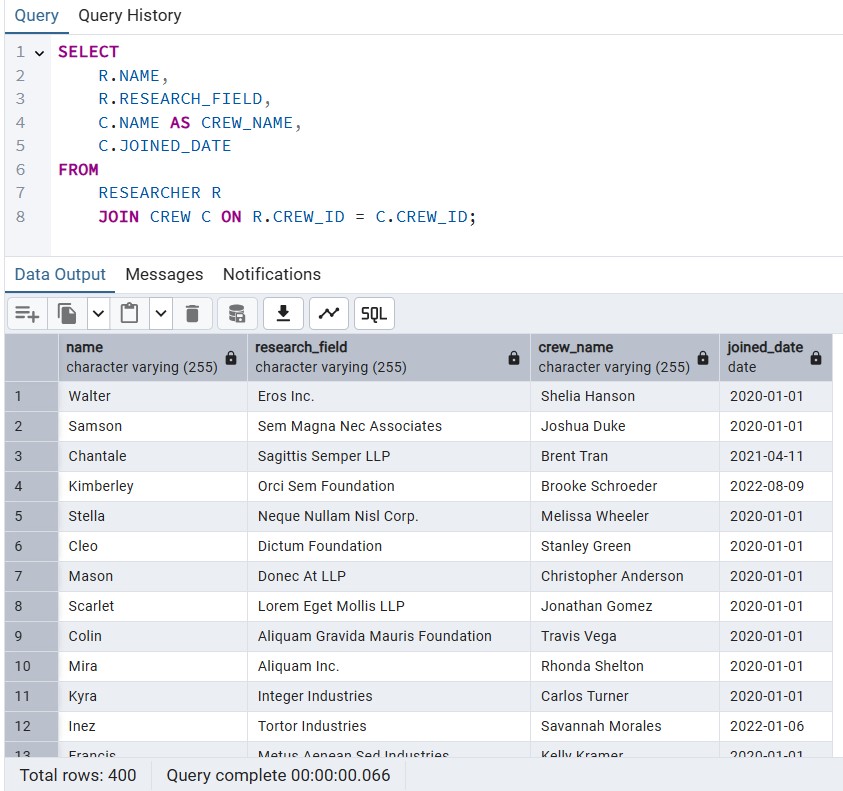 Query Query History
1 SELECT
2 R.NAME,
3 R.RESEARCH_FIELD,
4 C.NAME AS CREW_NAME,
5 C.JOINED_DATE
6 FROM
7 RESEARCHER R
8 JOIN CREW C ON R.CREW_ID = C.CREW_ID;
Data Output Messages Notifications
SQL
name research_field crew_name joined_date
character varying (255) character varying (255) character varying (255) date
1 Walter Eros Inc. Shelia Hanson 2020-01-01
2 Samson Sem Magna Nec Associates Joshua Duke 2020-01-01
3 Chantale Sagittis Semper LLP Brent Tran 2021-04-11
4 Kimberley Orci Sem Foundation Brooke Schroeder 2022-08-09
5 Stella Neque Nullam Nisl Corp. Melissa Wheeler 2020-01-01
6 Cleo Dictum Foundation Stanley Green 2020-01-01
7 Mason Donec At LLP Christopher Anderson 2020-01-01
8 Scarlet Lorem Eget Mollis LLP Jonathan Gomez 2020-01-01
9 Colin Aliquam Gravida Mauris Foundation Travis Vega 2020-01-01
10 Mira Aliquam Inc. Rhonda Shelton 2020-01-01
11 Kyra Integer Industries Carlos Turner 2020-01-01
12 Inez Tortor Industries Savannah Morales 2022-01-06
13 Francis Metus Aenean Sed Industries Kelly Kramer 2020-01-01
Total rows: 400 Query complete 00:00:00.066